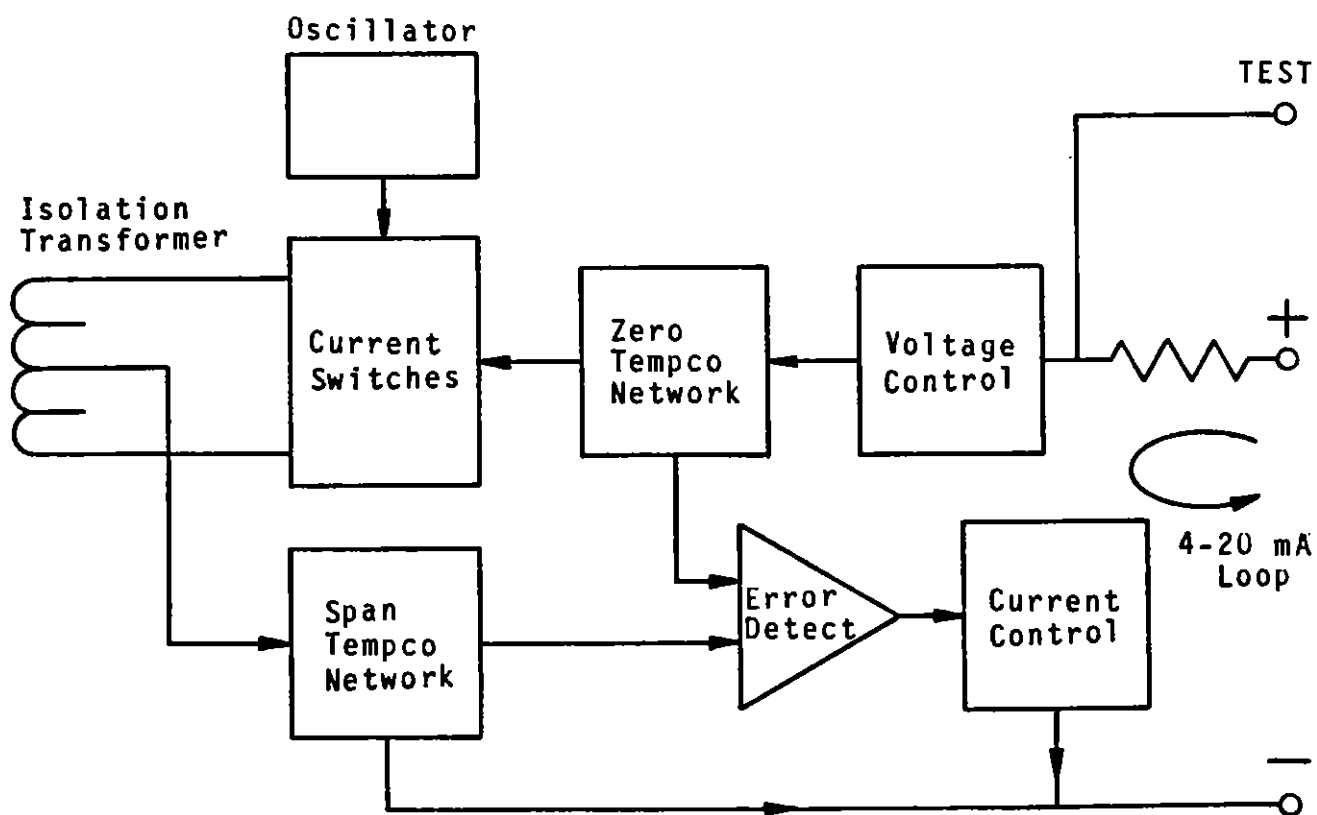 Oscillator
TEST
Isolation
Transformer
+
Current
Switches
Zero
Tempco
Network
Voltage
Control
4-20 mA
Loop
Span
Tempco
Network
Error
Detect
Current
Control
—